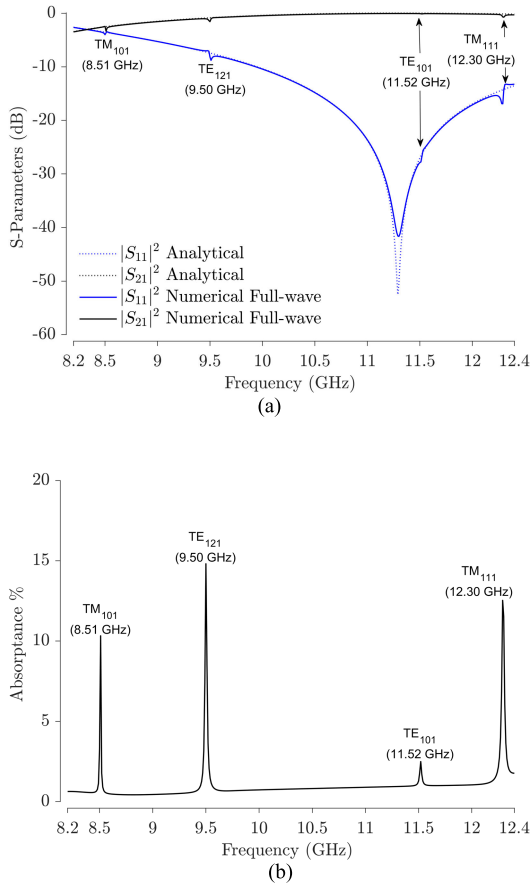 0
-10
-20
-30
-40
-50
-60
S-Parameters (dB)
TM101
(8.51 GHz)
TE121
(9.50 GHz)
TE101
(11.52 GHz)
TM111
(12.30 GHz)
|S11|² Analytical
|S21|² Analytical
|S11|² Numerical Full-wave
|S21|² Numerical Full-wave
8.2 8.5 9 9.5 10 10.5 11 11.5 12 12.4
Frequency (GHz)
(a)
20
15
10
5
0
Absorptance %
TM101
(8.51 GHz)
TE121
(9.50 GHz)
TE101
(11.52 GHz)
TM111
(12.30 GHz)
8.2 8.5 9 9.5 10 10.5 11 11.5 12 12.4
Frequency (GHz)
(b)